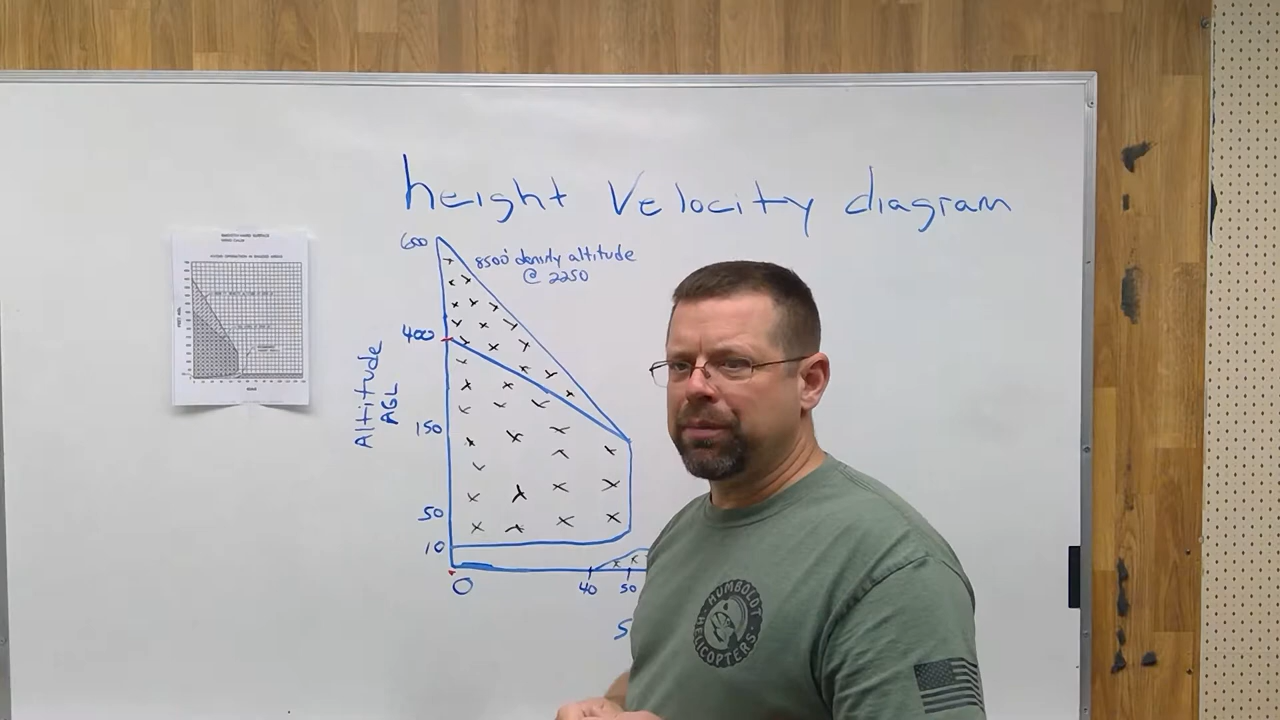 height Velocity diagram
600
8500' density altitude
@ 2250
400
Altitude
AGL
150
50
10
0
40
50
S
HUMBOLDT
HELICOPTERS